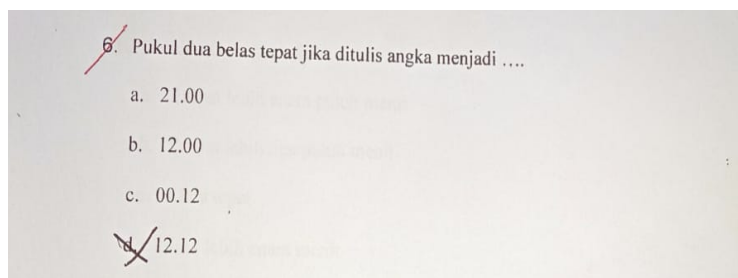 6. Pukul dua belas tepat jika ditulis angka menjadi ....
a. 21.00
b. 12.00
c. 00.12
d. 12.12